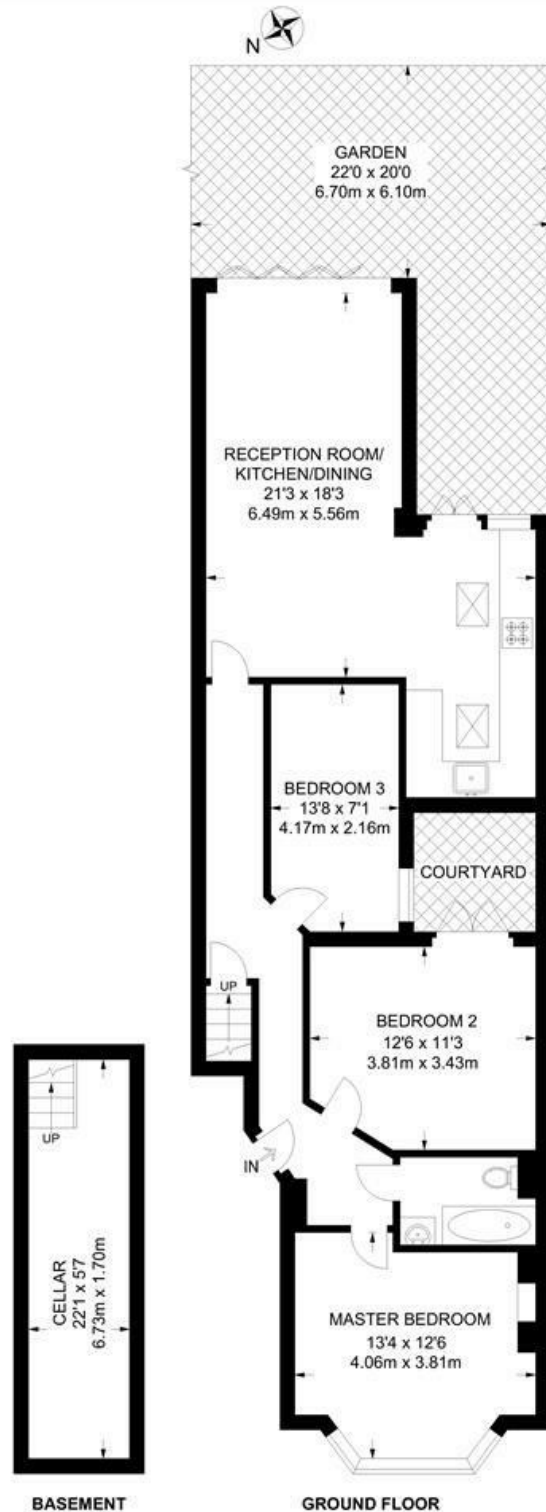 N
GARDEN
22'0 x 20'0
6.70m x 6.10m
RECEPTION ROOM/
KITCHEN/DINING
21'3 x 18'3
6.49m x 5.56m
BEDROOM 3
13'8 x 7'1
4.17m x 2.16m
COURTYARD
UP
BEDROOM 2
12'6 x 11'3
3.81m x 3.43m
IN
MASTER BEDROOM
13'4 x 12'6
4.06m x 3.81m
UP
CELLAR
22'1 x 5'7
6.73m x 1.70m
BASEMENT
GROUND FLOOR